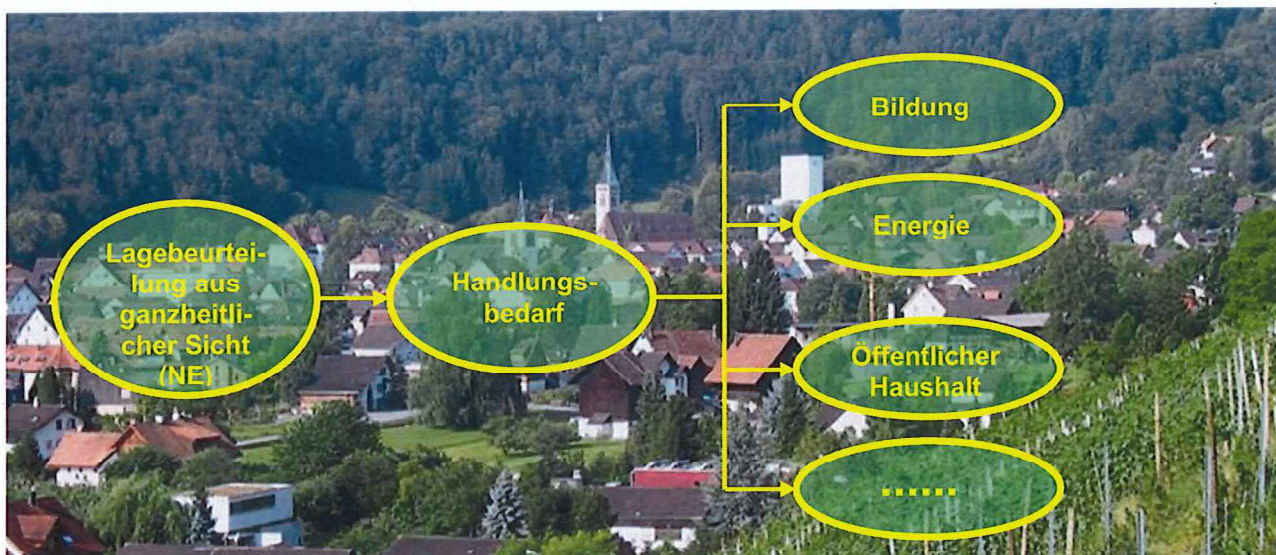 Lagebeurtei-
lung aus
ganzheitli-
cher Sicht
(NE)
Handlungs-
bedarf
Bildung
Energie
Öffentlicher
Haushalt
......